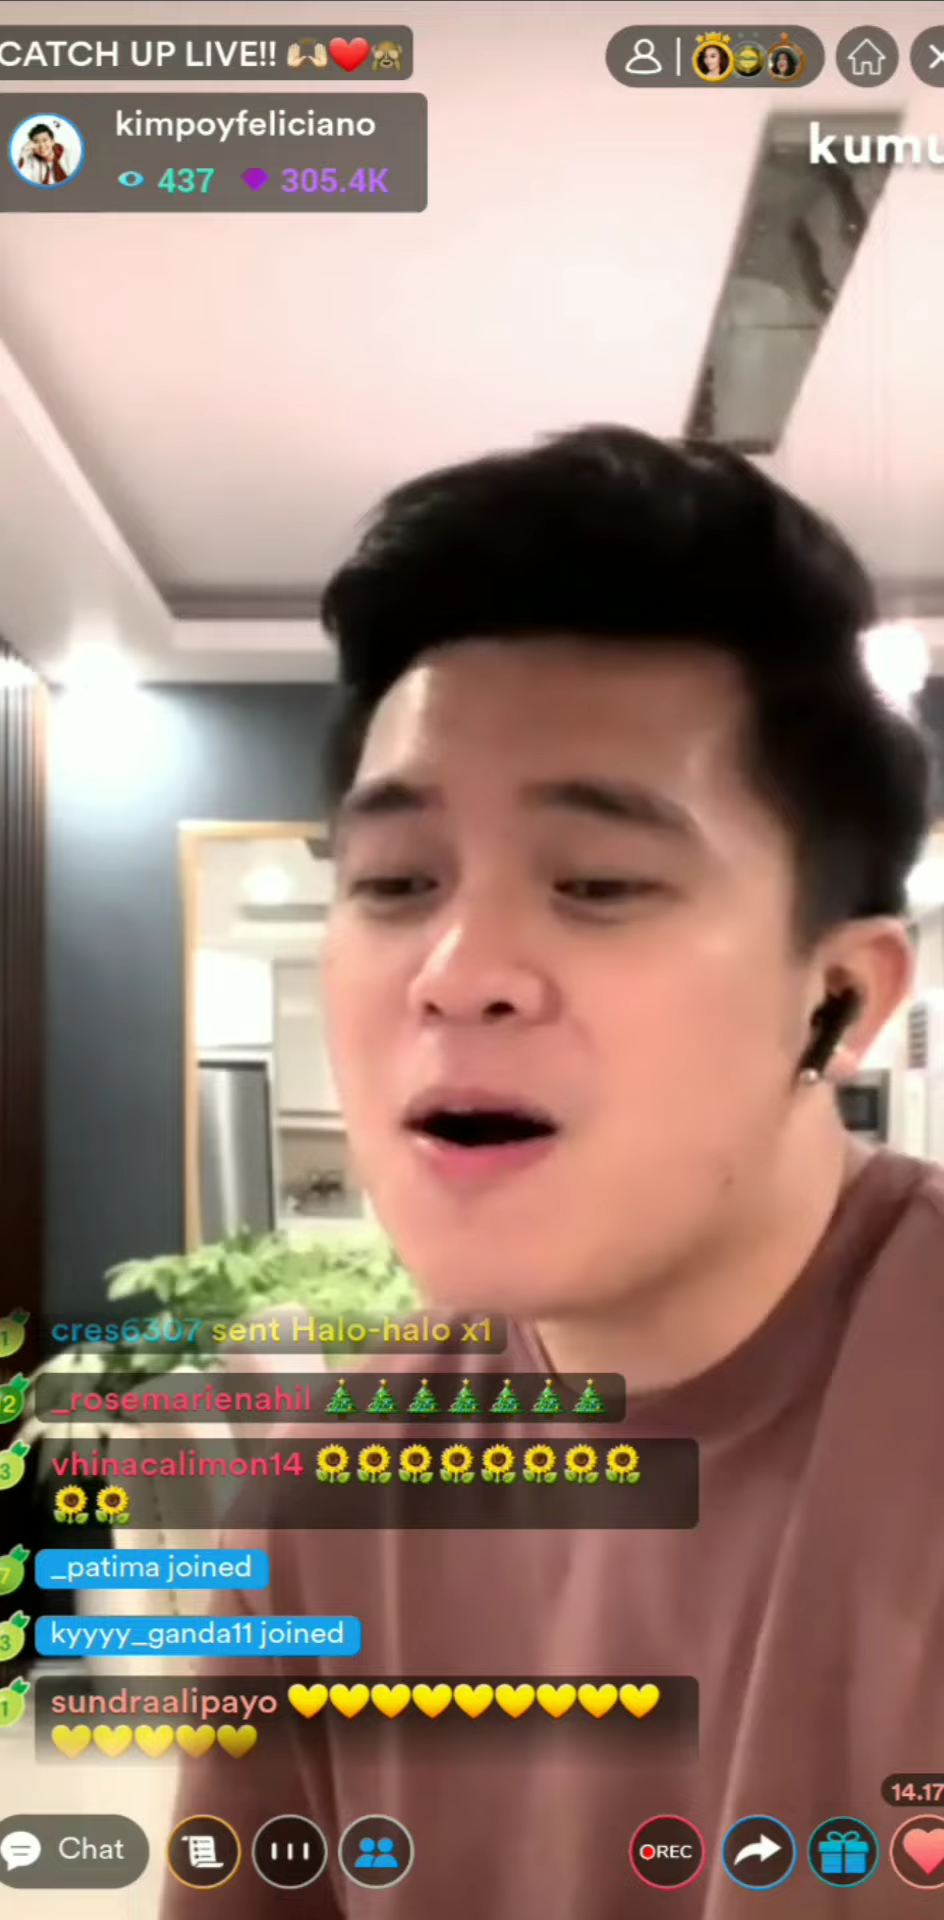 CATCH UP LIVE!! 🙌🏻❤️🙈
kimpoyfeliciano
437 305.4K
cres6307 sent Halo-halo x1
_rosemarienahil 🎄🎄🎄🎄🎄🎄🎄
vhinacalimon14 🌻🌻🌻🌻🌻🌻🌻🌻
🌻🌻
_patima joined
kyyyy_ganda11 joined
sundraalipayo 💛💛💛💛💛💛💛💛💛
💛💛💛💛💛
14.17
Chat
REC